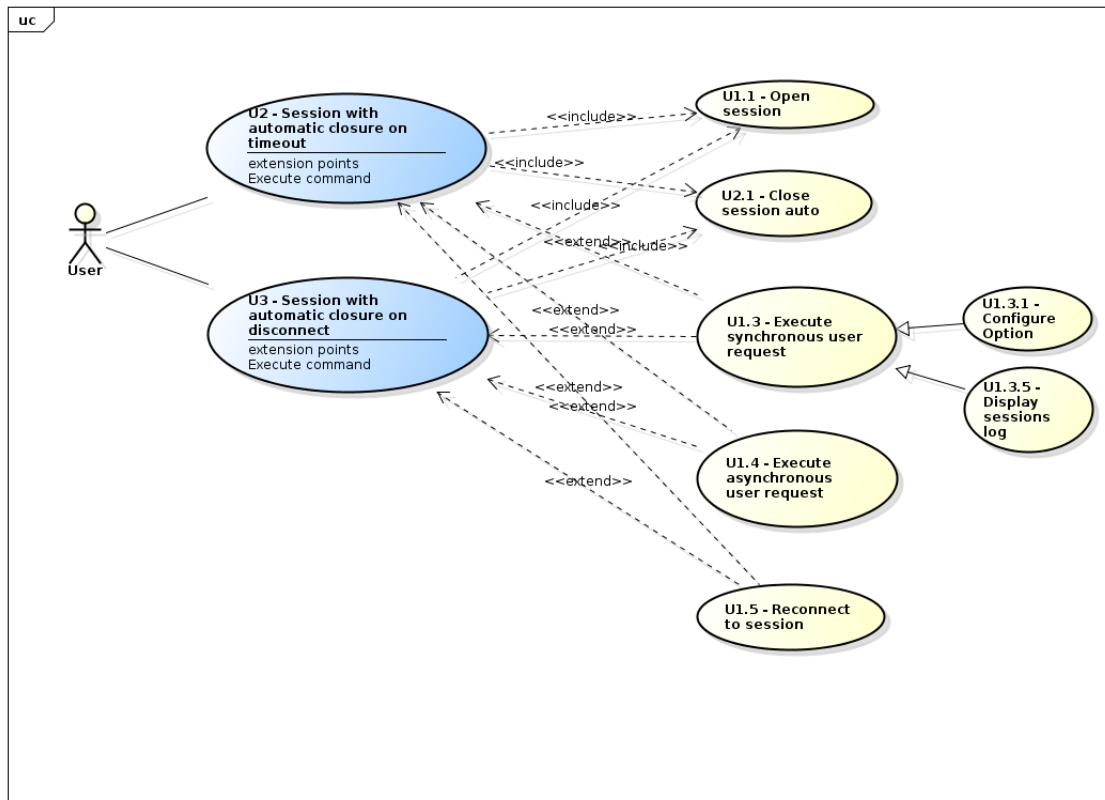 uc
U2 - Session with
automatic closure on
timeout
extension points
Execute command
U1.1 - Open
session
<<include>>
<<include>>
U2.1 - Close
session auto
<<include>>
<<extend>>
<<include>>
User
U3 - Session with
automatic closure on
disconnect
extension points
Execute command
<<extend>>
<<extend>>
U1.3 - Execute
synchronous user
request
U1.3.1 -
Configure
Option
U1.3.5 -
Display
sessions
log
<<extend>>
<<extend>>
U1.4 - Execute
asynchronous
user request
<<extend>>
U1.5 - Reconnect
to session